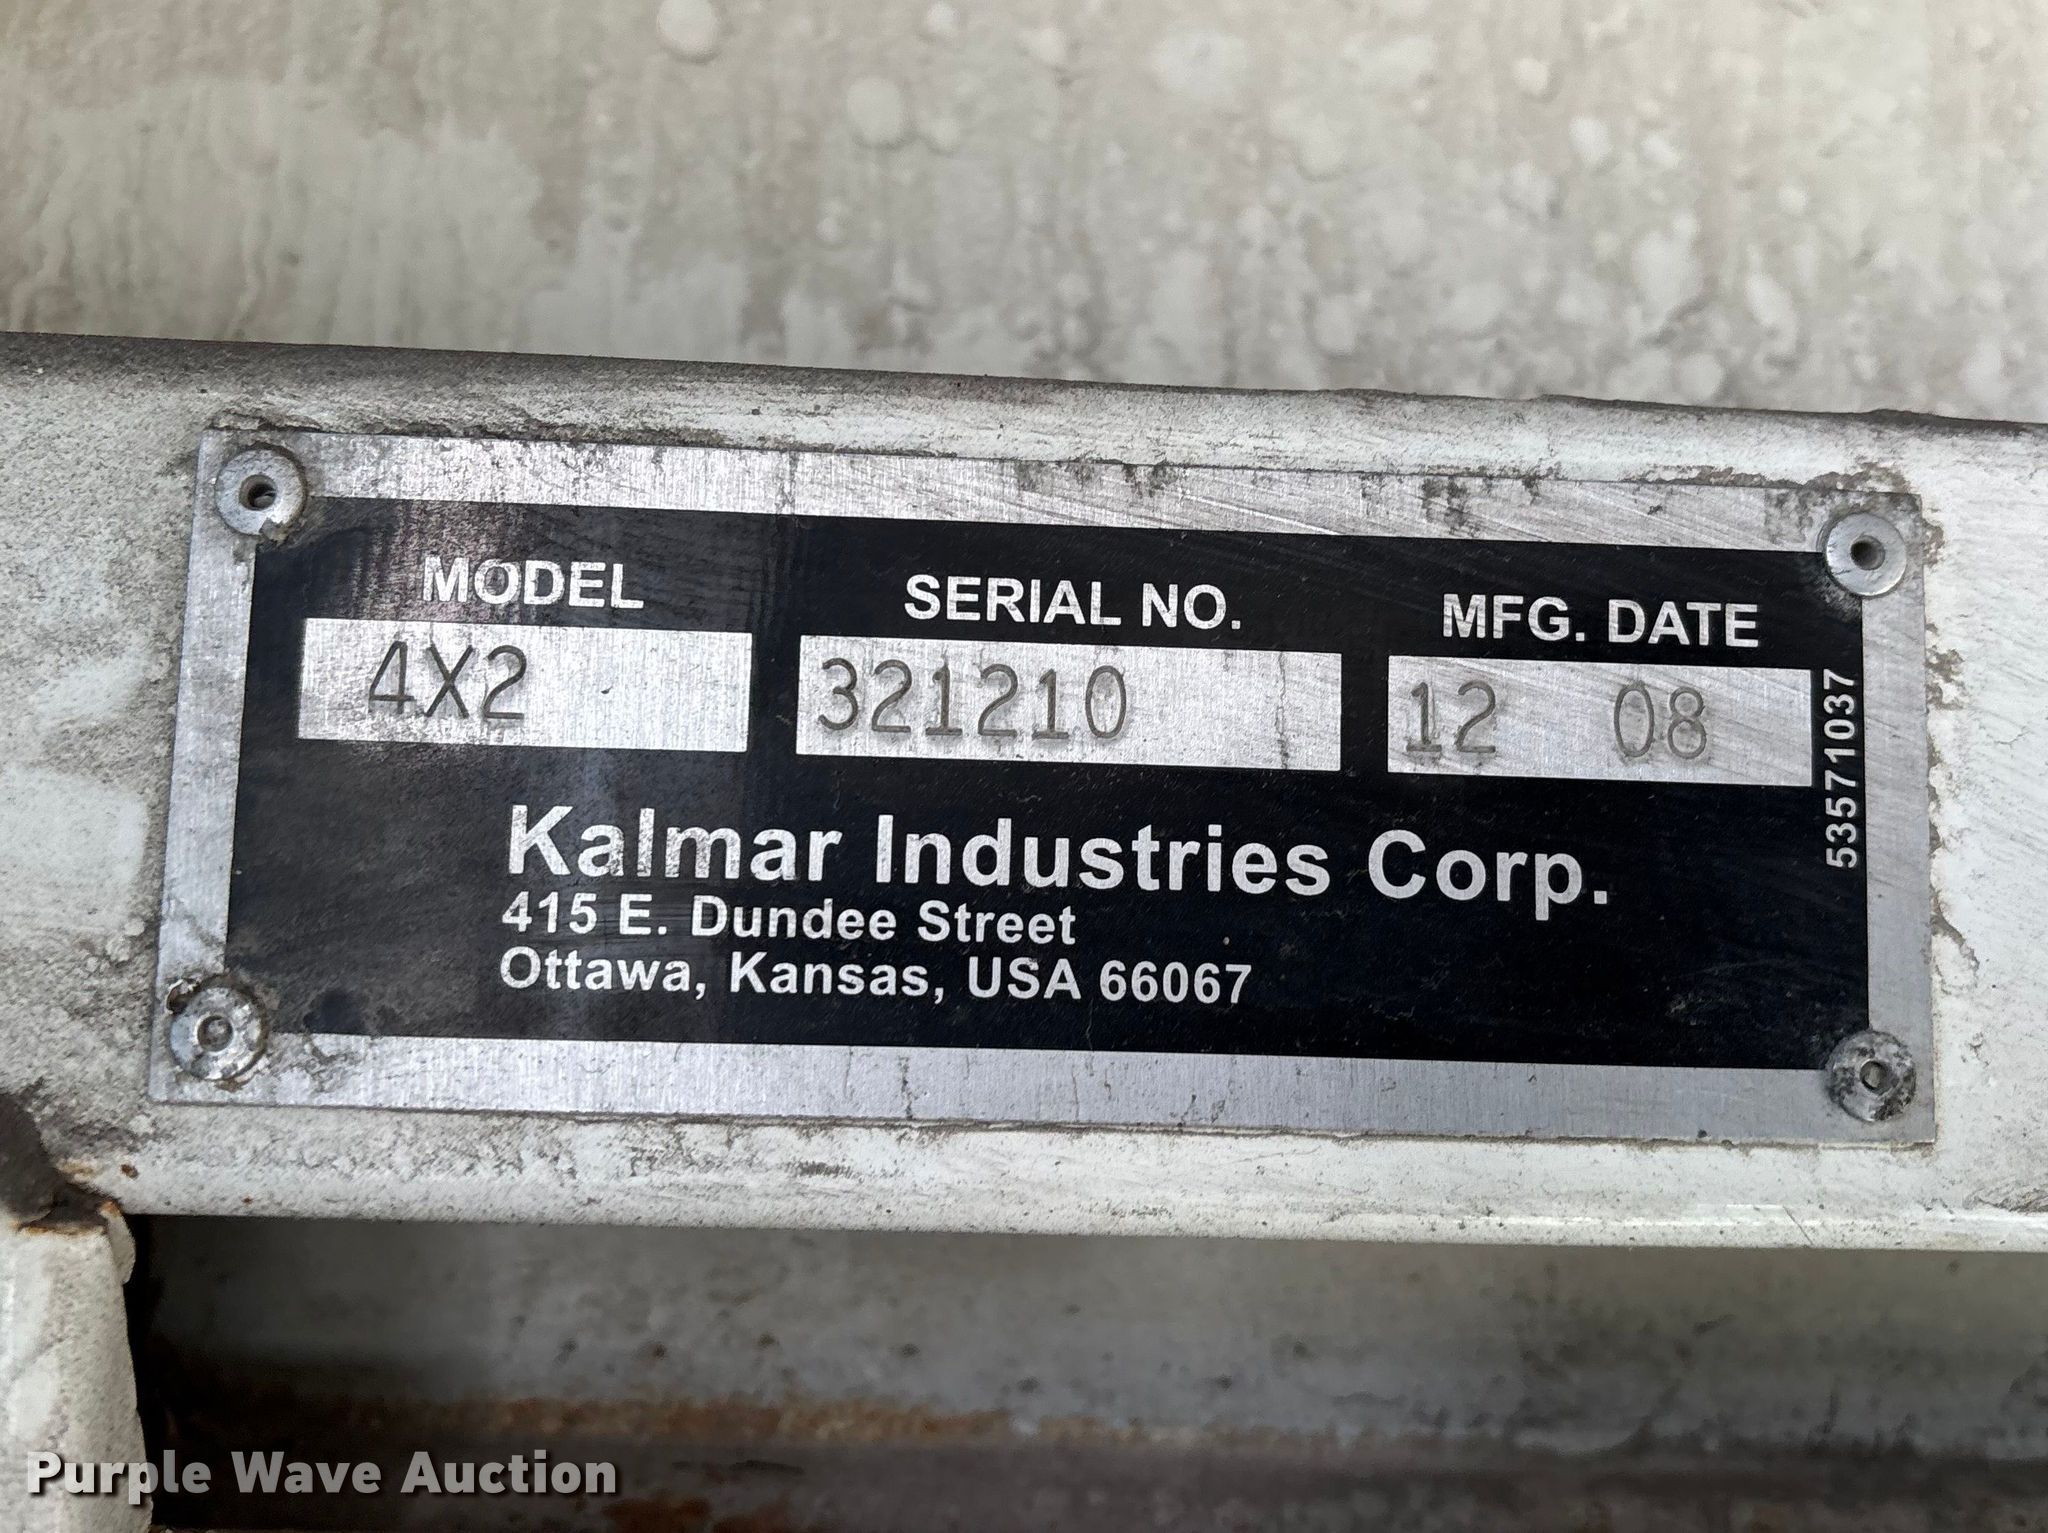 MODEL SERIAL NO. MFG. DATE
4X2 321210 12 08
53571037
Kalmar Industries Corp.
415 E. Dundee Street
Ottawa, Kansas, USA 66067
Purple Wave Auction